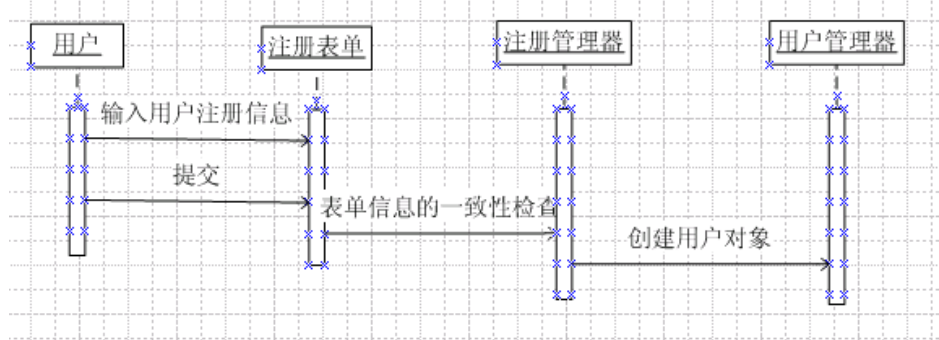 用户
注册表单
注册管理器
用户管理器
输入用户注册信息
提交
表单信息的一致性检查
创建用户对象